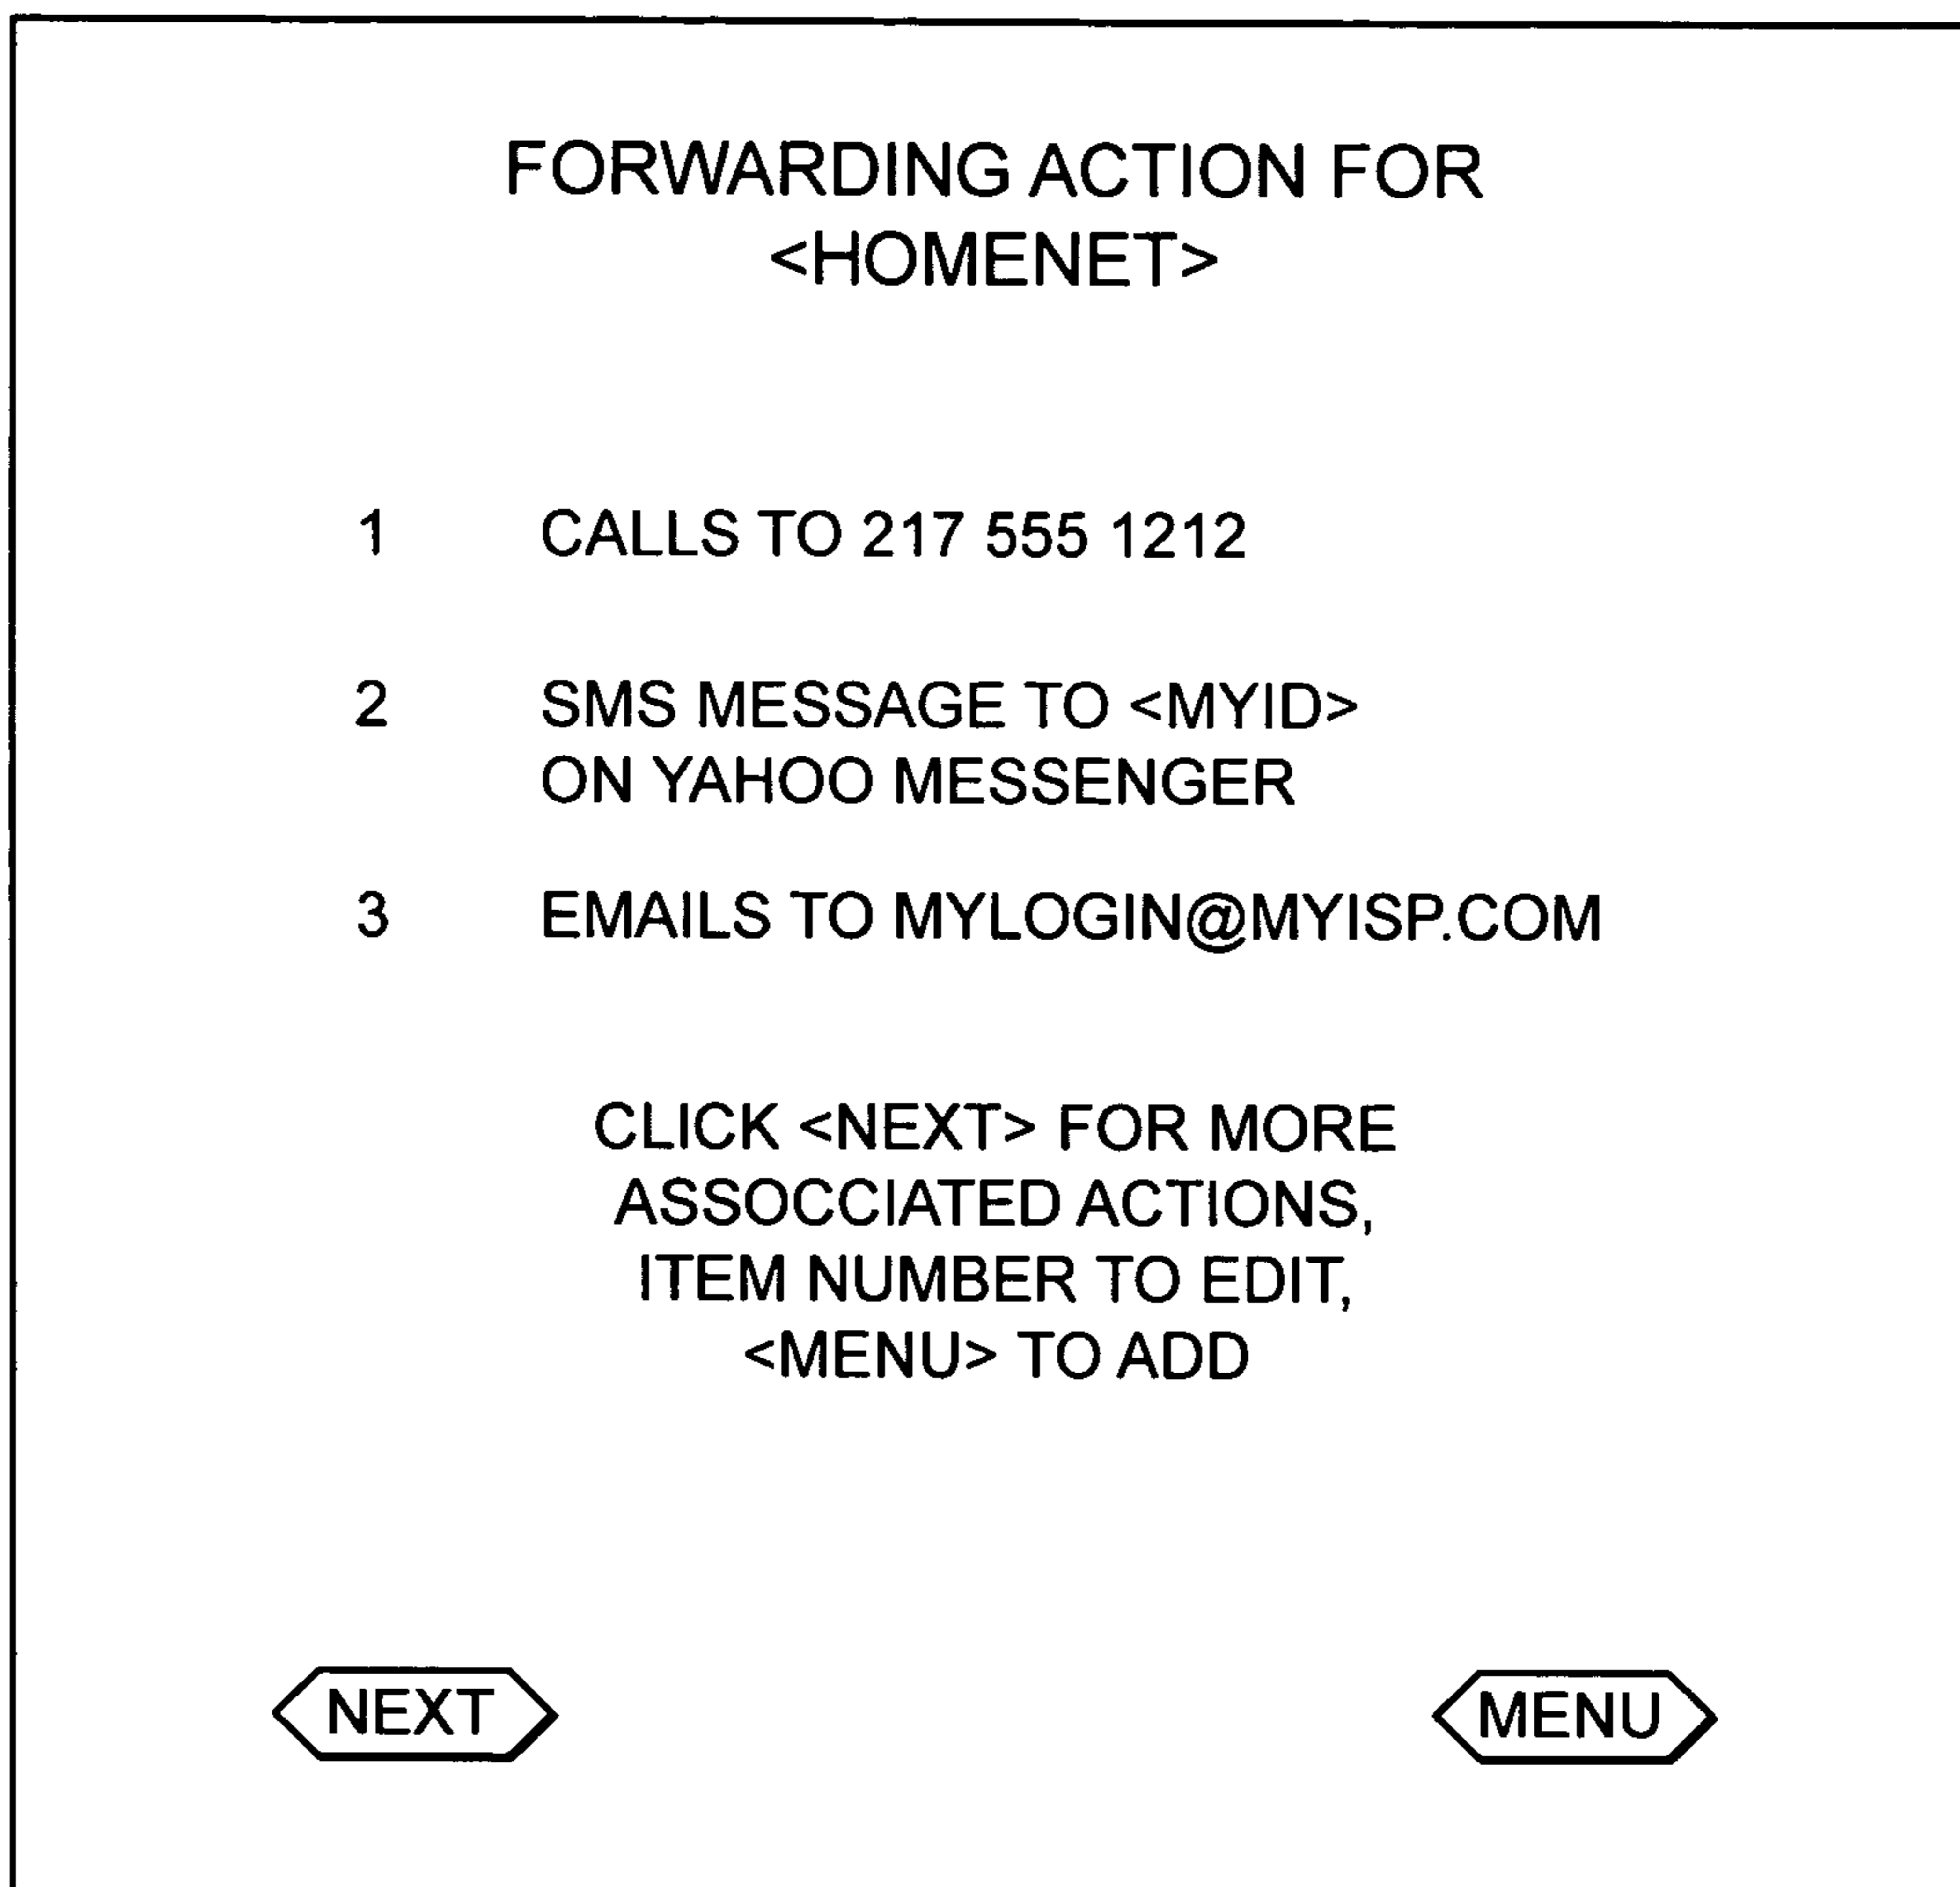 FORWARDING ACTION FOR
<HOMENET>
1 CALLS TO 217 555 1212
2 SMS MESSAGE TO <MYID>
ON YAHOO MESSENGER
3 EMAILS TO MYLOGIN@MYISP.COM
CLICK <NEXT> FOR MORE
ASSOCCIATED ACTIONS,
ITEM NUMBER TO EDIT,
<MENU> TO ADD
NEXT MENU